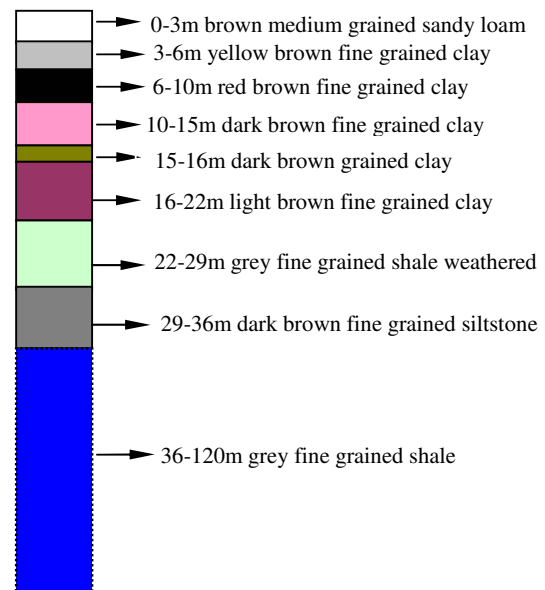 0-3m brown medium grained sandy loam
3-6m yellow brown fine grained clay
6-10m red brown fine grained clay
10-15m dark brown fine grained clay
15-16m dark brown grained clay
16-22m light brown fine grained clay
22-29m grey fine grained shale weathered
29-36m dark brown fine grained siltstone
36-120m grey fine grained shale